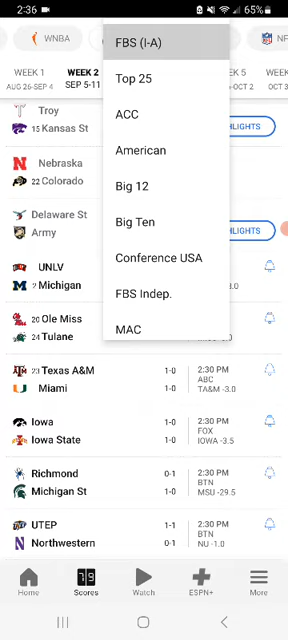 2:36
65%
WNBA
NF
WEEK 1
AUG 26-SEP 4
WEEK 2
SEP 5-11
EK 5
-OCT 2
WEEK
OCT 3
FBS (I-A)
Top 25
ACC
American
Big 12
Big Ten
Conference USA
FBS Indep.
MAC
Troy
15 Kansas St
HLIGHTS
Nebraska
22 Colorado
Delaware St
Army
HLIGHTS
UNLV
2 Michigan
20 Ole Miss
24 Tulane
23 Texas A&M 1-0 2:30 PM
ABC
Miami 1-0 TA&M -3.0
Iowa 1-0 2:30 PM
FOX
Iowa State 1-0 IOWA -3.5
Richmond 0-1 2:30 PM
BTN
Michigan St 1-0 MSU -29.5
UTEP 1-1 2:30 PM
BTN
Northwestern 0-1 NU -1.0
Home Scores Watch ESPN+ More